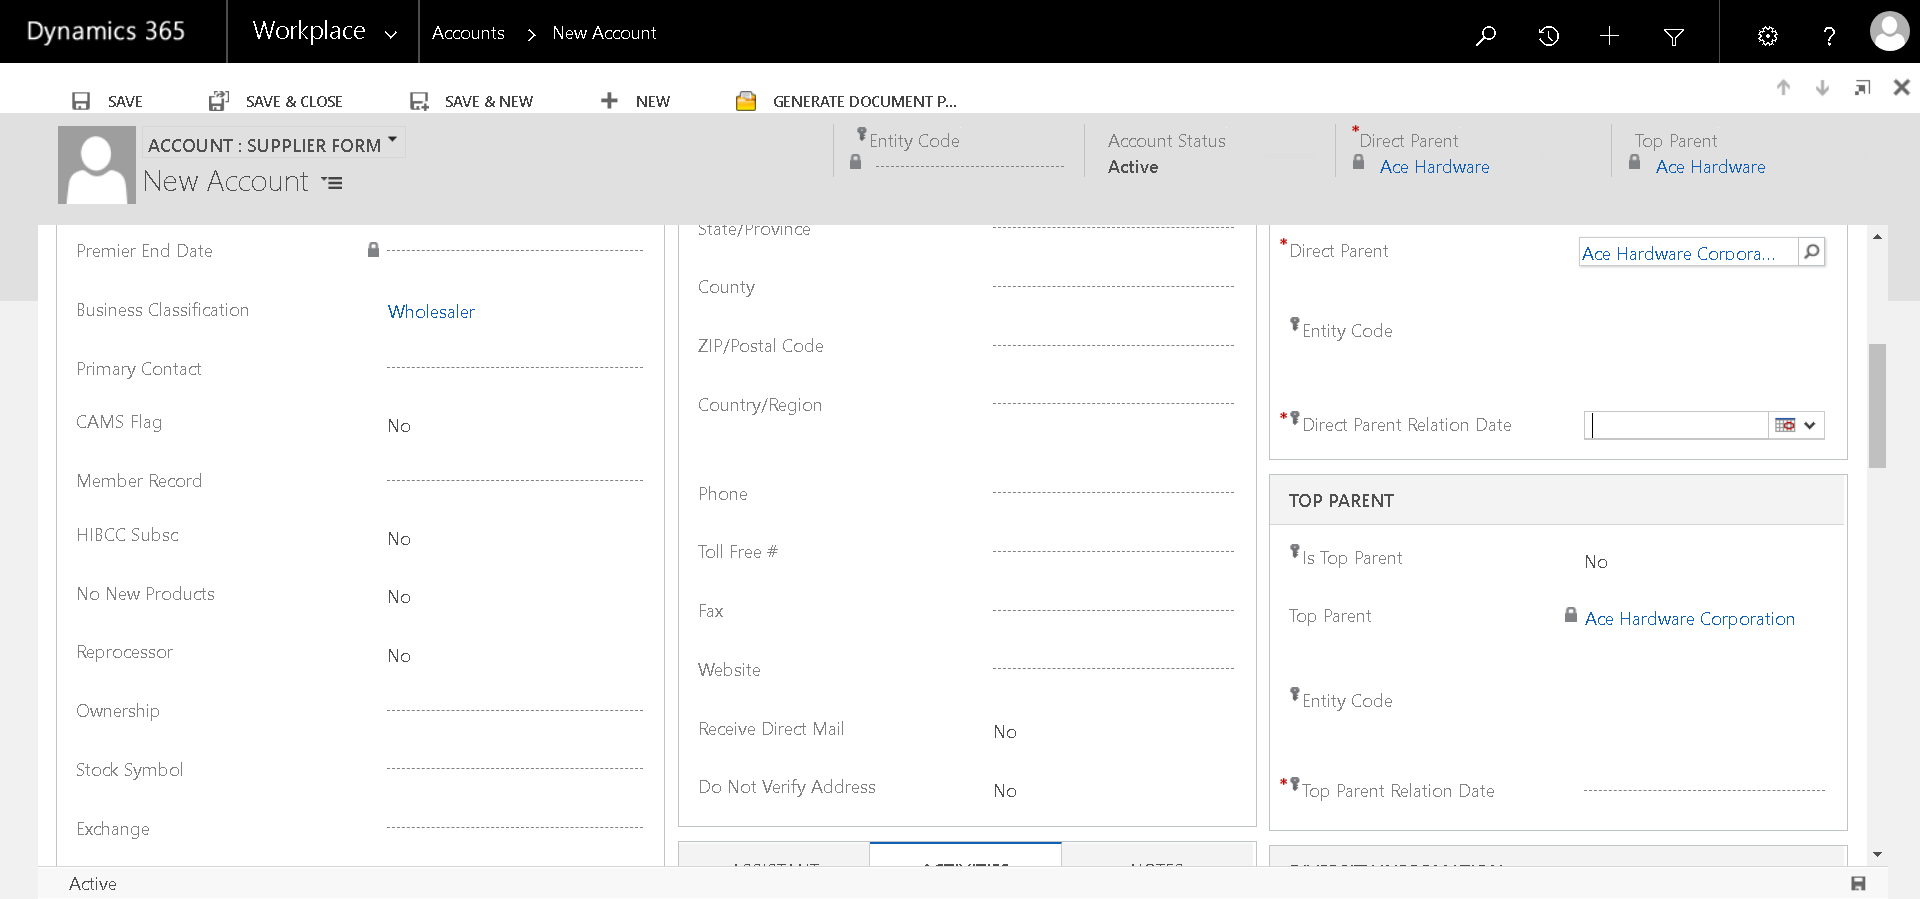 Dynamics 365
Workplace
Accounts
New Account
SAVE
SAVE & CLOSE
SAVE & NEW
NEW
GENERATE DOCUMENT P...
ACCOUNT : SUPPLIER FORM
New Account
Entity Code
Account Status
Active
*Direct Parent
Ace Hardware
Top Parent
Ace Hardware
Premier End Date
Business Classification
Wholesaler
Primary Contact
CAMS Flag
No
Member Record
HIBCC Subsc
No
No New Products
No
Reprocessor
No
Ownership
Stock Symbol
Exchange
State/Province
County
ZIP/Postal Code
Country/Region
Phone
Toll Free #
Fax
Website
Receive Direct Mail
No
Do Not Verify Address
No
ASSISTANT
ACTIVITIES
NOTES
*Direct Parent
Ace Hardware Corpora...
Entity Code
*Direct Parent Relation Date
TOP PARENT
Is Top Parent
No
Top Parent
Ace Hardware Corporation
Entity Code
*Top Parent Relation Date
DIVERSITY INFORMATION
Active